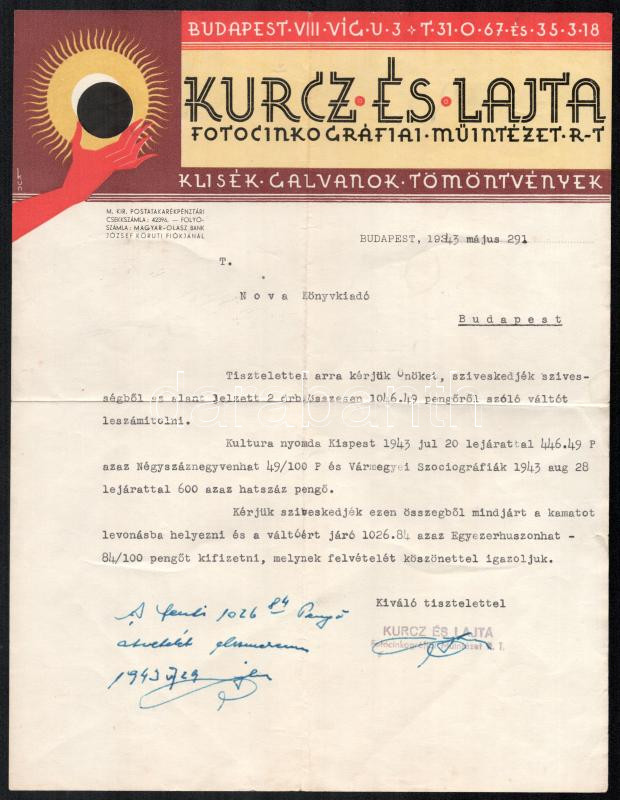 BUDAPEST·VIII·VÍG·U·3 + T·31·0·67·ÉS·35·3·18
KURCZ·ÉS·LAJTA
FOTOCINKOGRÁFIAI·MŰINTÉZET·R-T
KLISÉK·GALVANOK·TÖMÖNTVÉNYEK
kun
M. KIR. POSTATAKARÉKPÉNZTÁRI
CSEKKSZÁMLA: 42396. — FOLYÓ-
SZÁMLA: MAGYAR-OLASZ BANK
JÓZSEF KÖRUTI FIÓKJÁNÁL
BUDAPEST, 1943 május 291
T.
Nova Könyvkiadó
Budapest
Tisztelettel arra kérjük Önöket, sziveskedjék szives-
ségből az alant jelzett 2 drb összesen 1046.49 pengőről szóló váltót
leszámitolni.
Kultura nyomda Kispest 1943 jul 20 lejárattal 446.49 P
azaz Négyszáznegyvenhat 49/100 P és Vármegyei Szociográfiák 1943 aug 28
lejárattal 600 azaz hatszáz pengő.
Kérjük sziveskedjék ezen összegből mindjárt a kamatot
levonásba helyezni és a váltóért járó 1026.84 azaz Egyezerhuszonhat -
84/100 pengőt kifizetni, melynek felvételét köszönettel igazoljuk.
Kiváló tisztelettel
KURCZ ÉS LAJTA
Fotocinkográfiai Műintézet R. T.
A fenti 1026 84 Pengő
átvételét elismerem
1943 V/29
darabanth